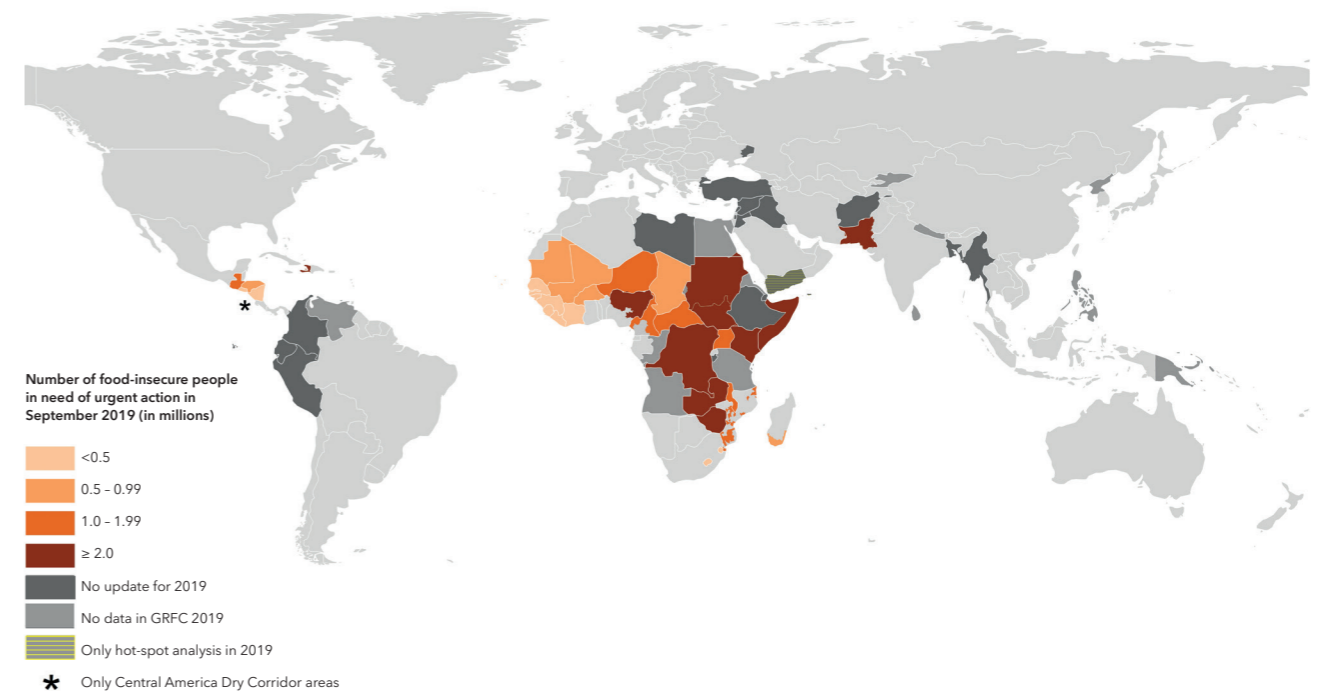 Number of food-insecure people
in need of urgent action in
September 2019 (in millions)
<0.5
0.5 – 0.99
1.0 – 1.99
≥ 2.0
No update for 2019
No data in GRFC 2019
Only hot-spot analysis in 2019
* Only Central America Dry Corridor areas